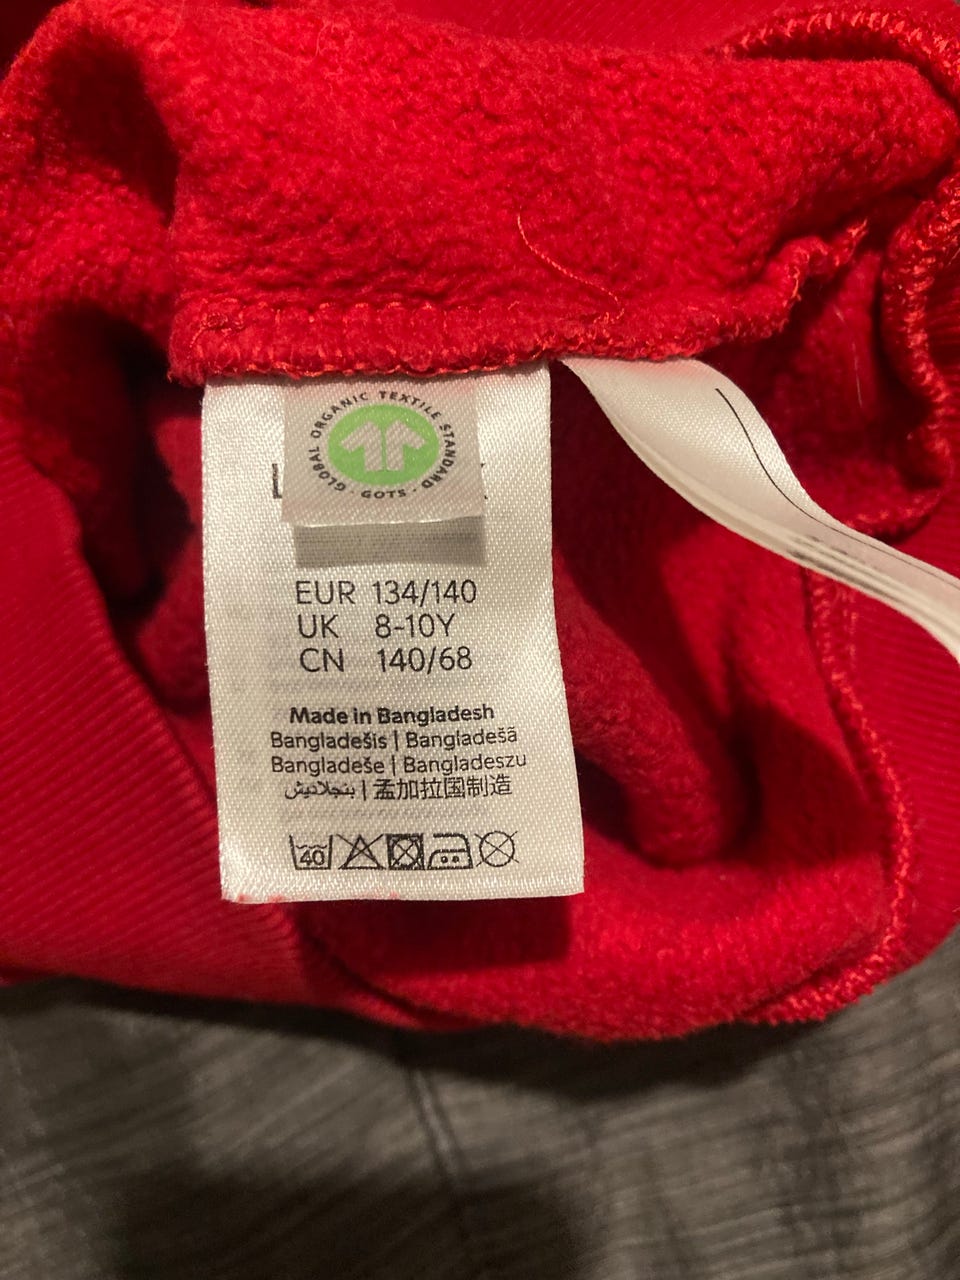 GLOBAL ORGANIC TEXTILE STANDARD · GOTS ·
EUR 134/140
UK 8-10Y
CN 140/68
Made in Bangladesh
Bangladešis | Bangladešā
Bangladeše | Bangladeszu
بنجلاديش | 孟加拉国制造
40